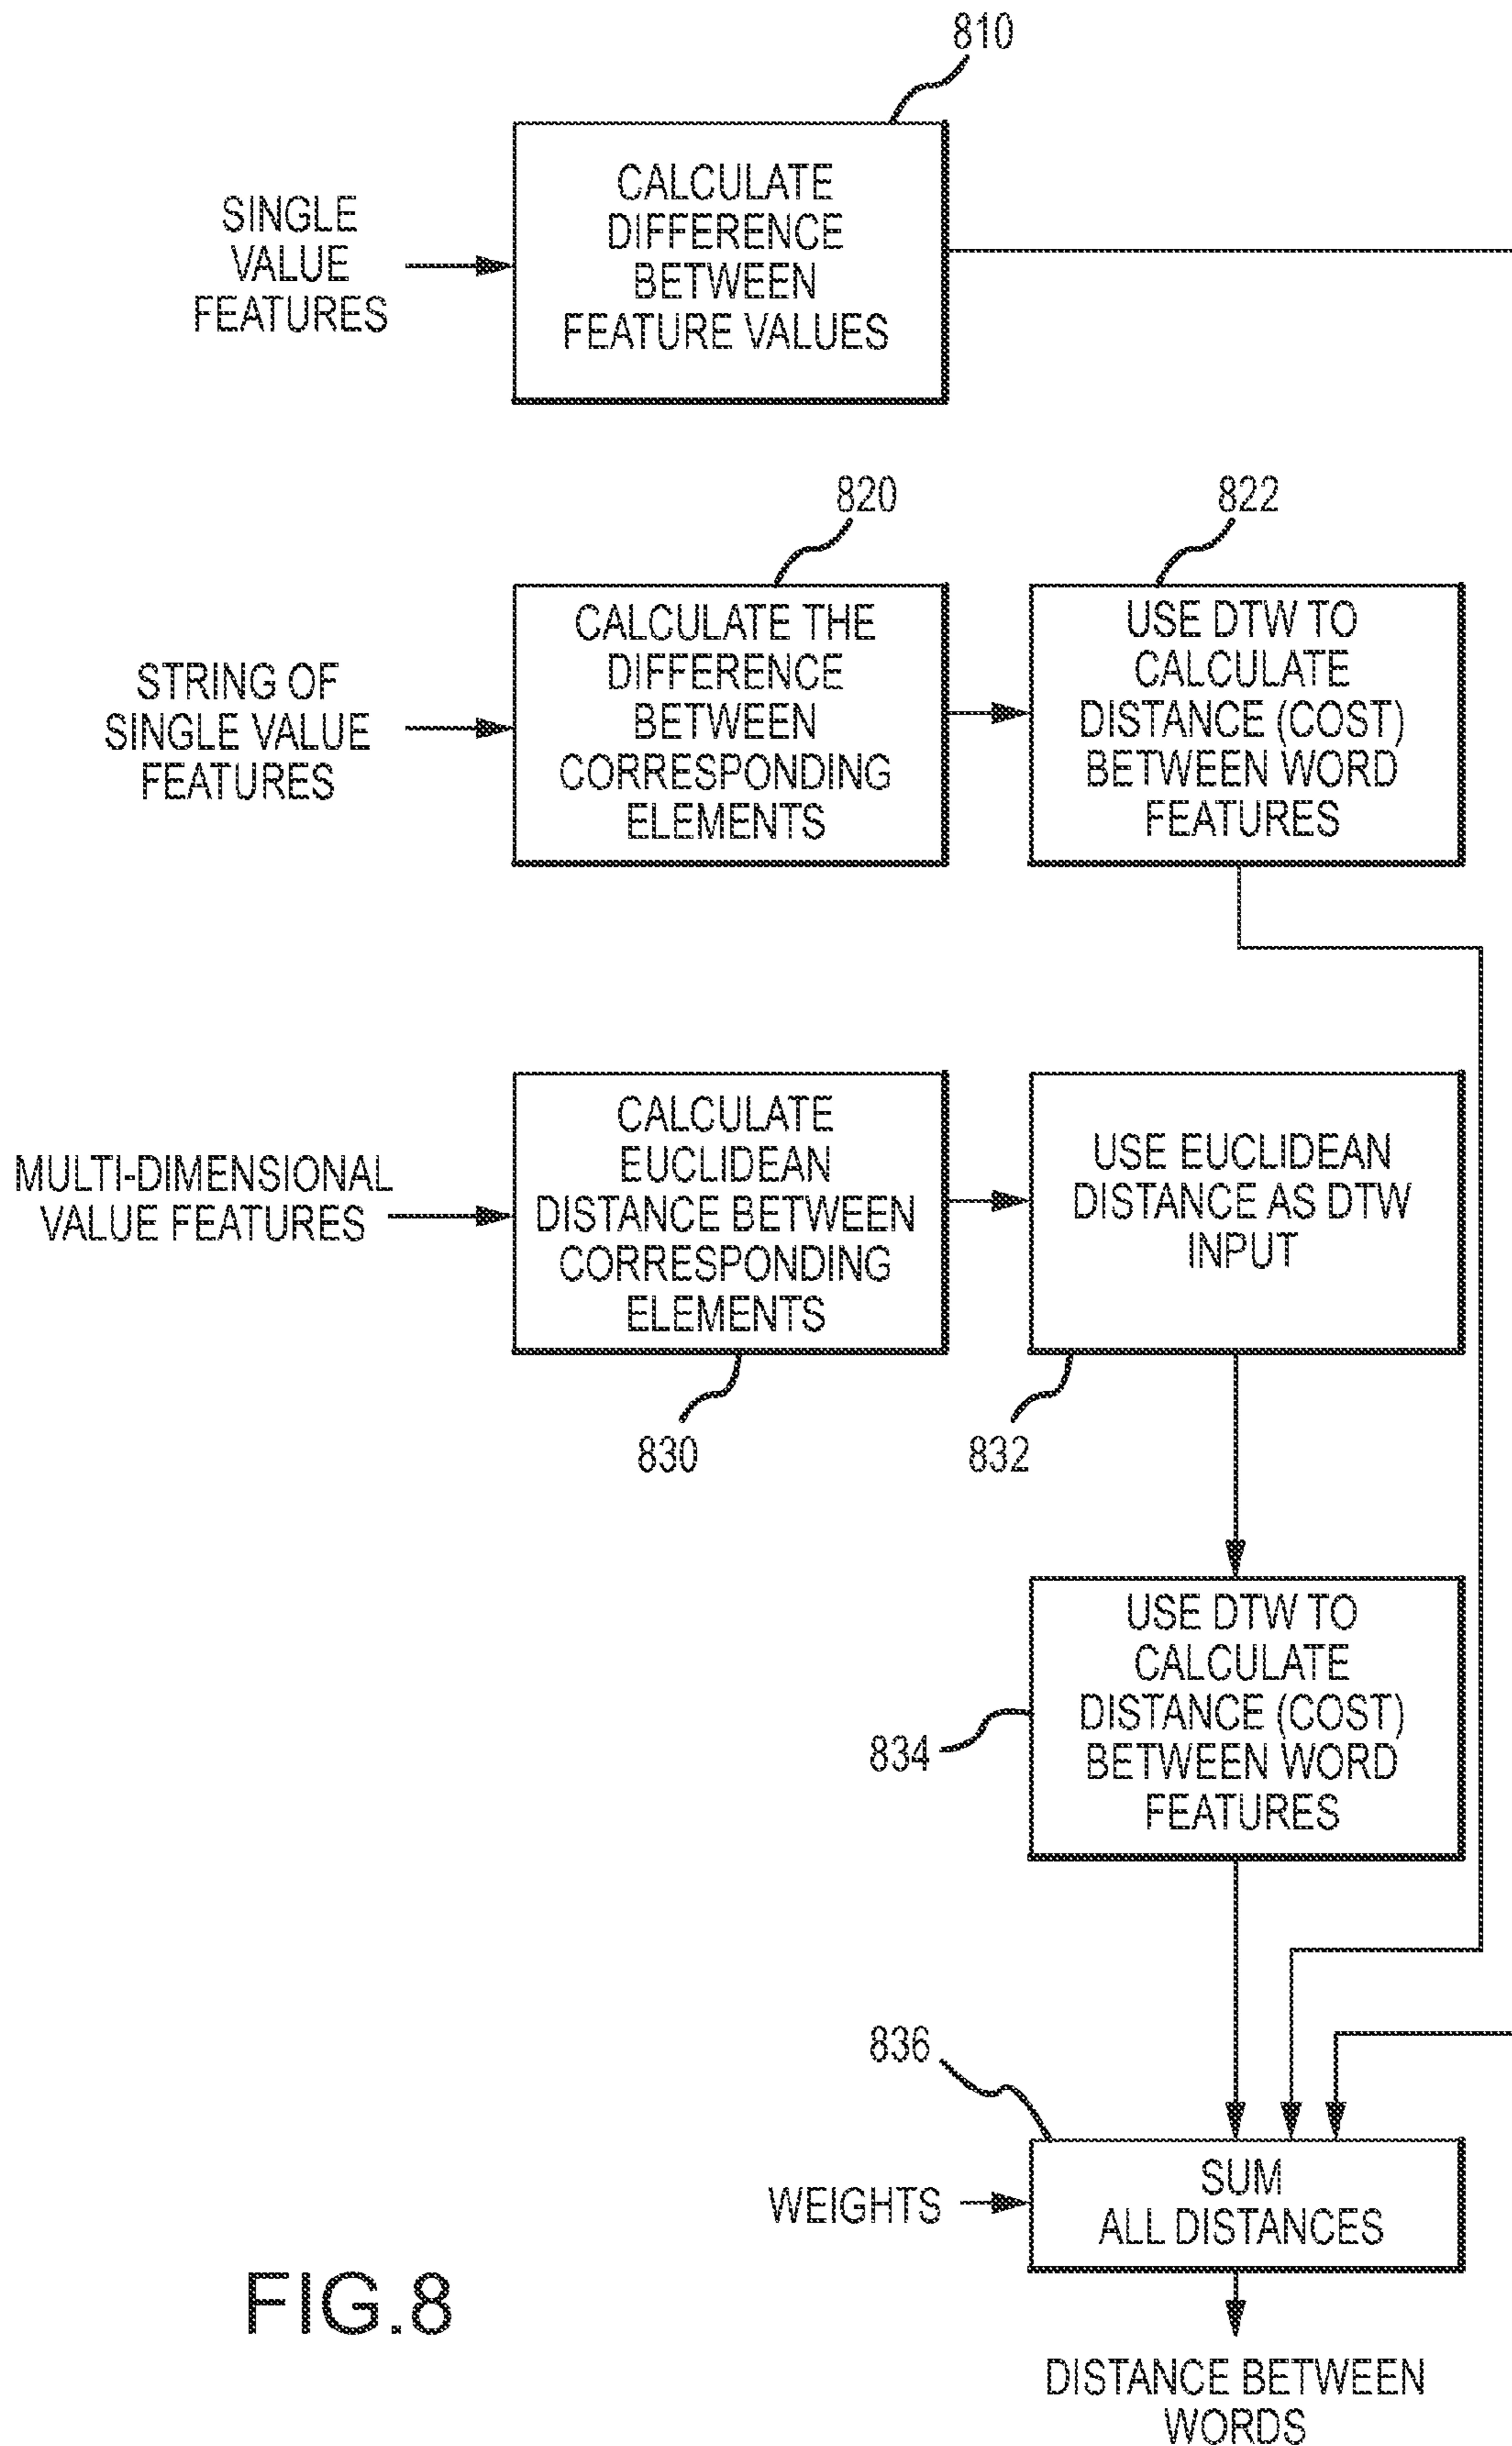 810
SINGLE
VALUE
FEATURES
CALCULATE
DIFFERENCE
BETWEEN
FEATURE VALUES
820
822
STRING OF
SINGLE VALUE
FEATURES
CALCULATE THE
DIFFERENCE
BETWEEN
CORRESPONDING
ELEMENTS
USE DTW TO
CALCULATE
DISTANCE (COST)
BETWEEN WORD
FEATURES
MULTI-DIMENSIONAL
VALUE FEATURES
CALCULATE
EUCLIDEAN
DISTANCE BETWEEN
CORRESPONDING
ELEMENTS
USE EUCLIDEAN
DISTANCE AS DTW
INPUT
830
832
834
USE DTW TO
CALCULATE
DISTANCE (COST)
BETWEEN WORD
FEATURES
836
WEIGHTS
SUM
ALL DISTANCES
FIG.8
DISTANCE BETWEEN
WORDS